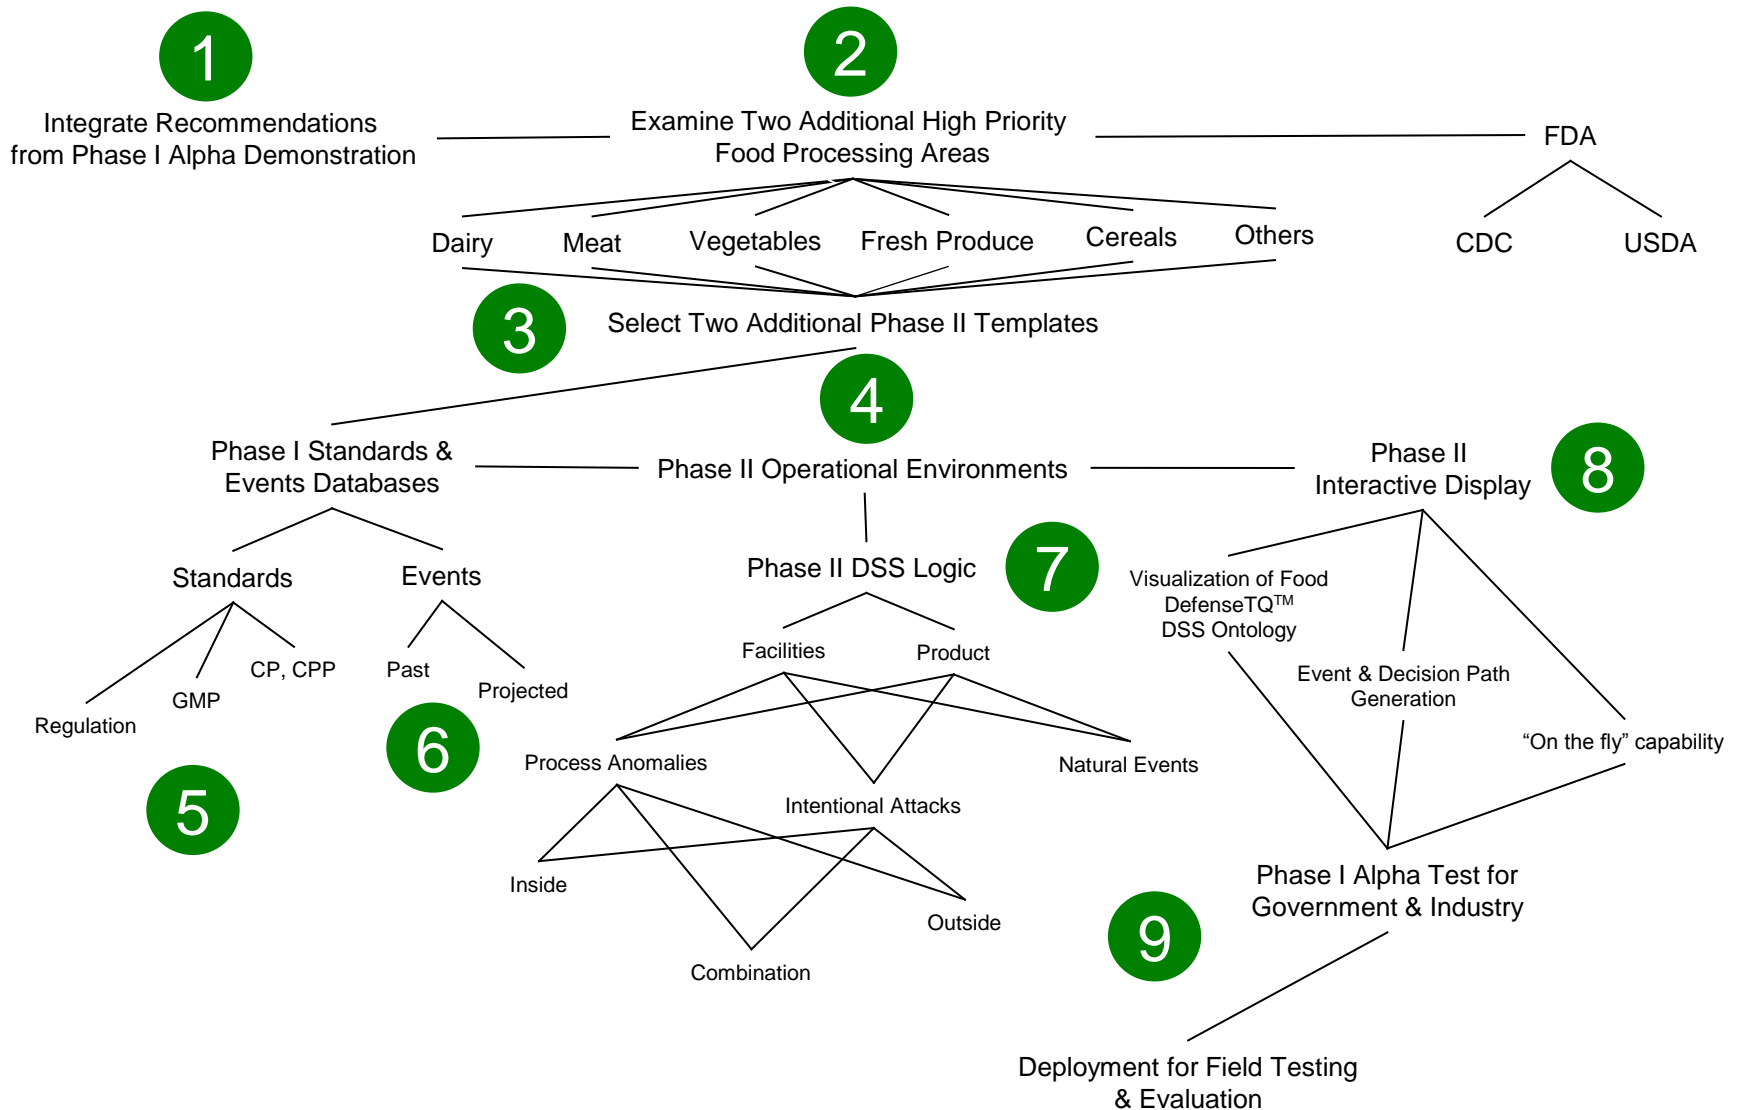 1
Integrate Recommendations
from Phase I Alpha Demonstration
2
Examine Two Additional High Priority
Food Processing Areas
FDA
CDC
USDA
Dairy
Meat
Vegetables
Fresh Produce
Cereals
Others
3
Select Two Additional Phase II Templates
4
Phase I Standards &
Events Databases
Phase II Operational Environments
Phase II
Interactive Display
8
Standards
Events
Regulation
GMP
CP, CPP
Past
Projected
5
6
Phase II DSS Logic
7
Facilities
Product
Process Anomalies
Intentional Attacks
Natural Events
Inside
Combination
Outside
Visualization of Food
DefenseTQ™
DSS Ontology
Event & Decision Path
Generation
“On the fly” capability
Phase I Alpha Test for
Government & Industry
9
Deployment for Field Testing
& Evaluation